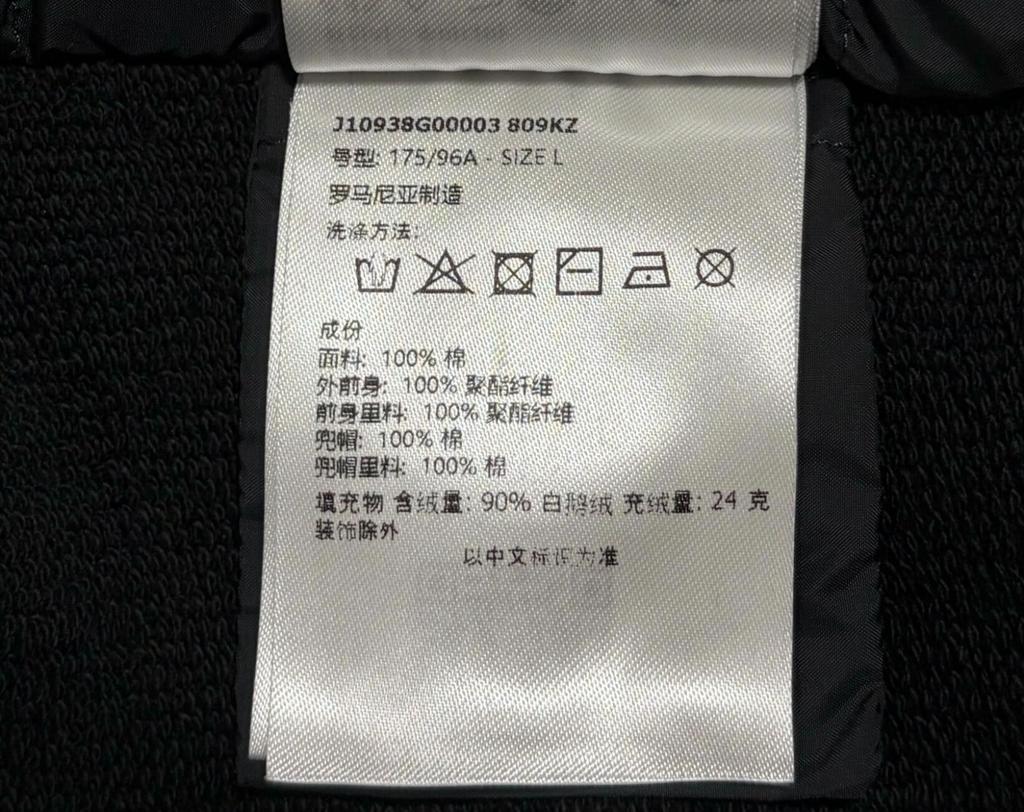 J10938G00003 809KZ
号型: 175/96A - SIZE L
罗马尼亚制造
洗涤方法:
成份
面料: 100% 棉
外前身: 100% 聚酯纤维
前身里料: 100% 聚酯纤维
兜帽: 100% 棉
兜帽里料: 100% 棉
填充物 含绒量: 90% 白鹅绒 充绒量: 24 克
装饰除外
以中文标识为准